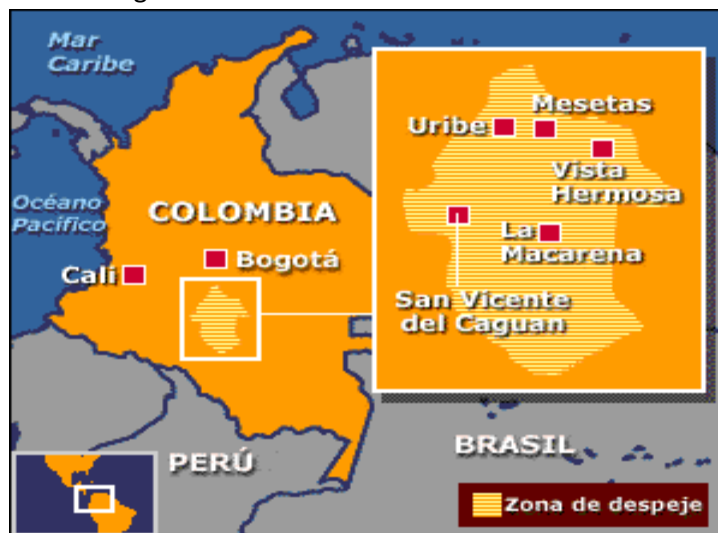 Mar
Caribe
Océano
Pacífico
COLOMBIA
Cali
Bogotá
Mesetas
Uribe
Vista
Hermosa
La
Macarena
San Vicente
del Caguan
PERÚ
BRASIL
Zona de despeje